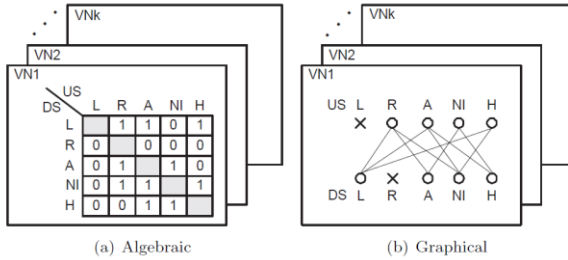 VNk
VN2
VN1
US
DS L R A NI H
L 1 1 0 1
R 0 0 0 0
A 0 1 1 0
NI 0 1 1 1
H 0 0 1 1
(a) Algebraic
VNk
VN2
VN1
US L R A NI H
DS L R A NI H
(b) Graphical